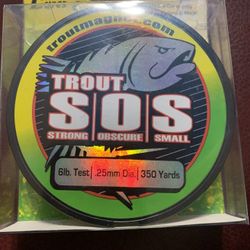 troutmagnet.com
TROUT
S.O.S
STRONG OBSCURE SMALL
6lb. Test .25mm Dia. 350 Yards